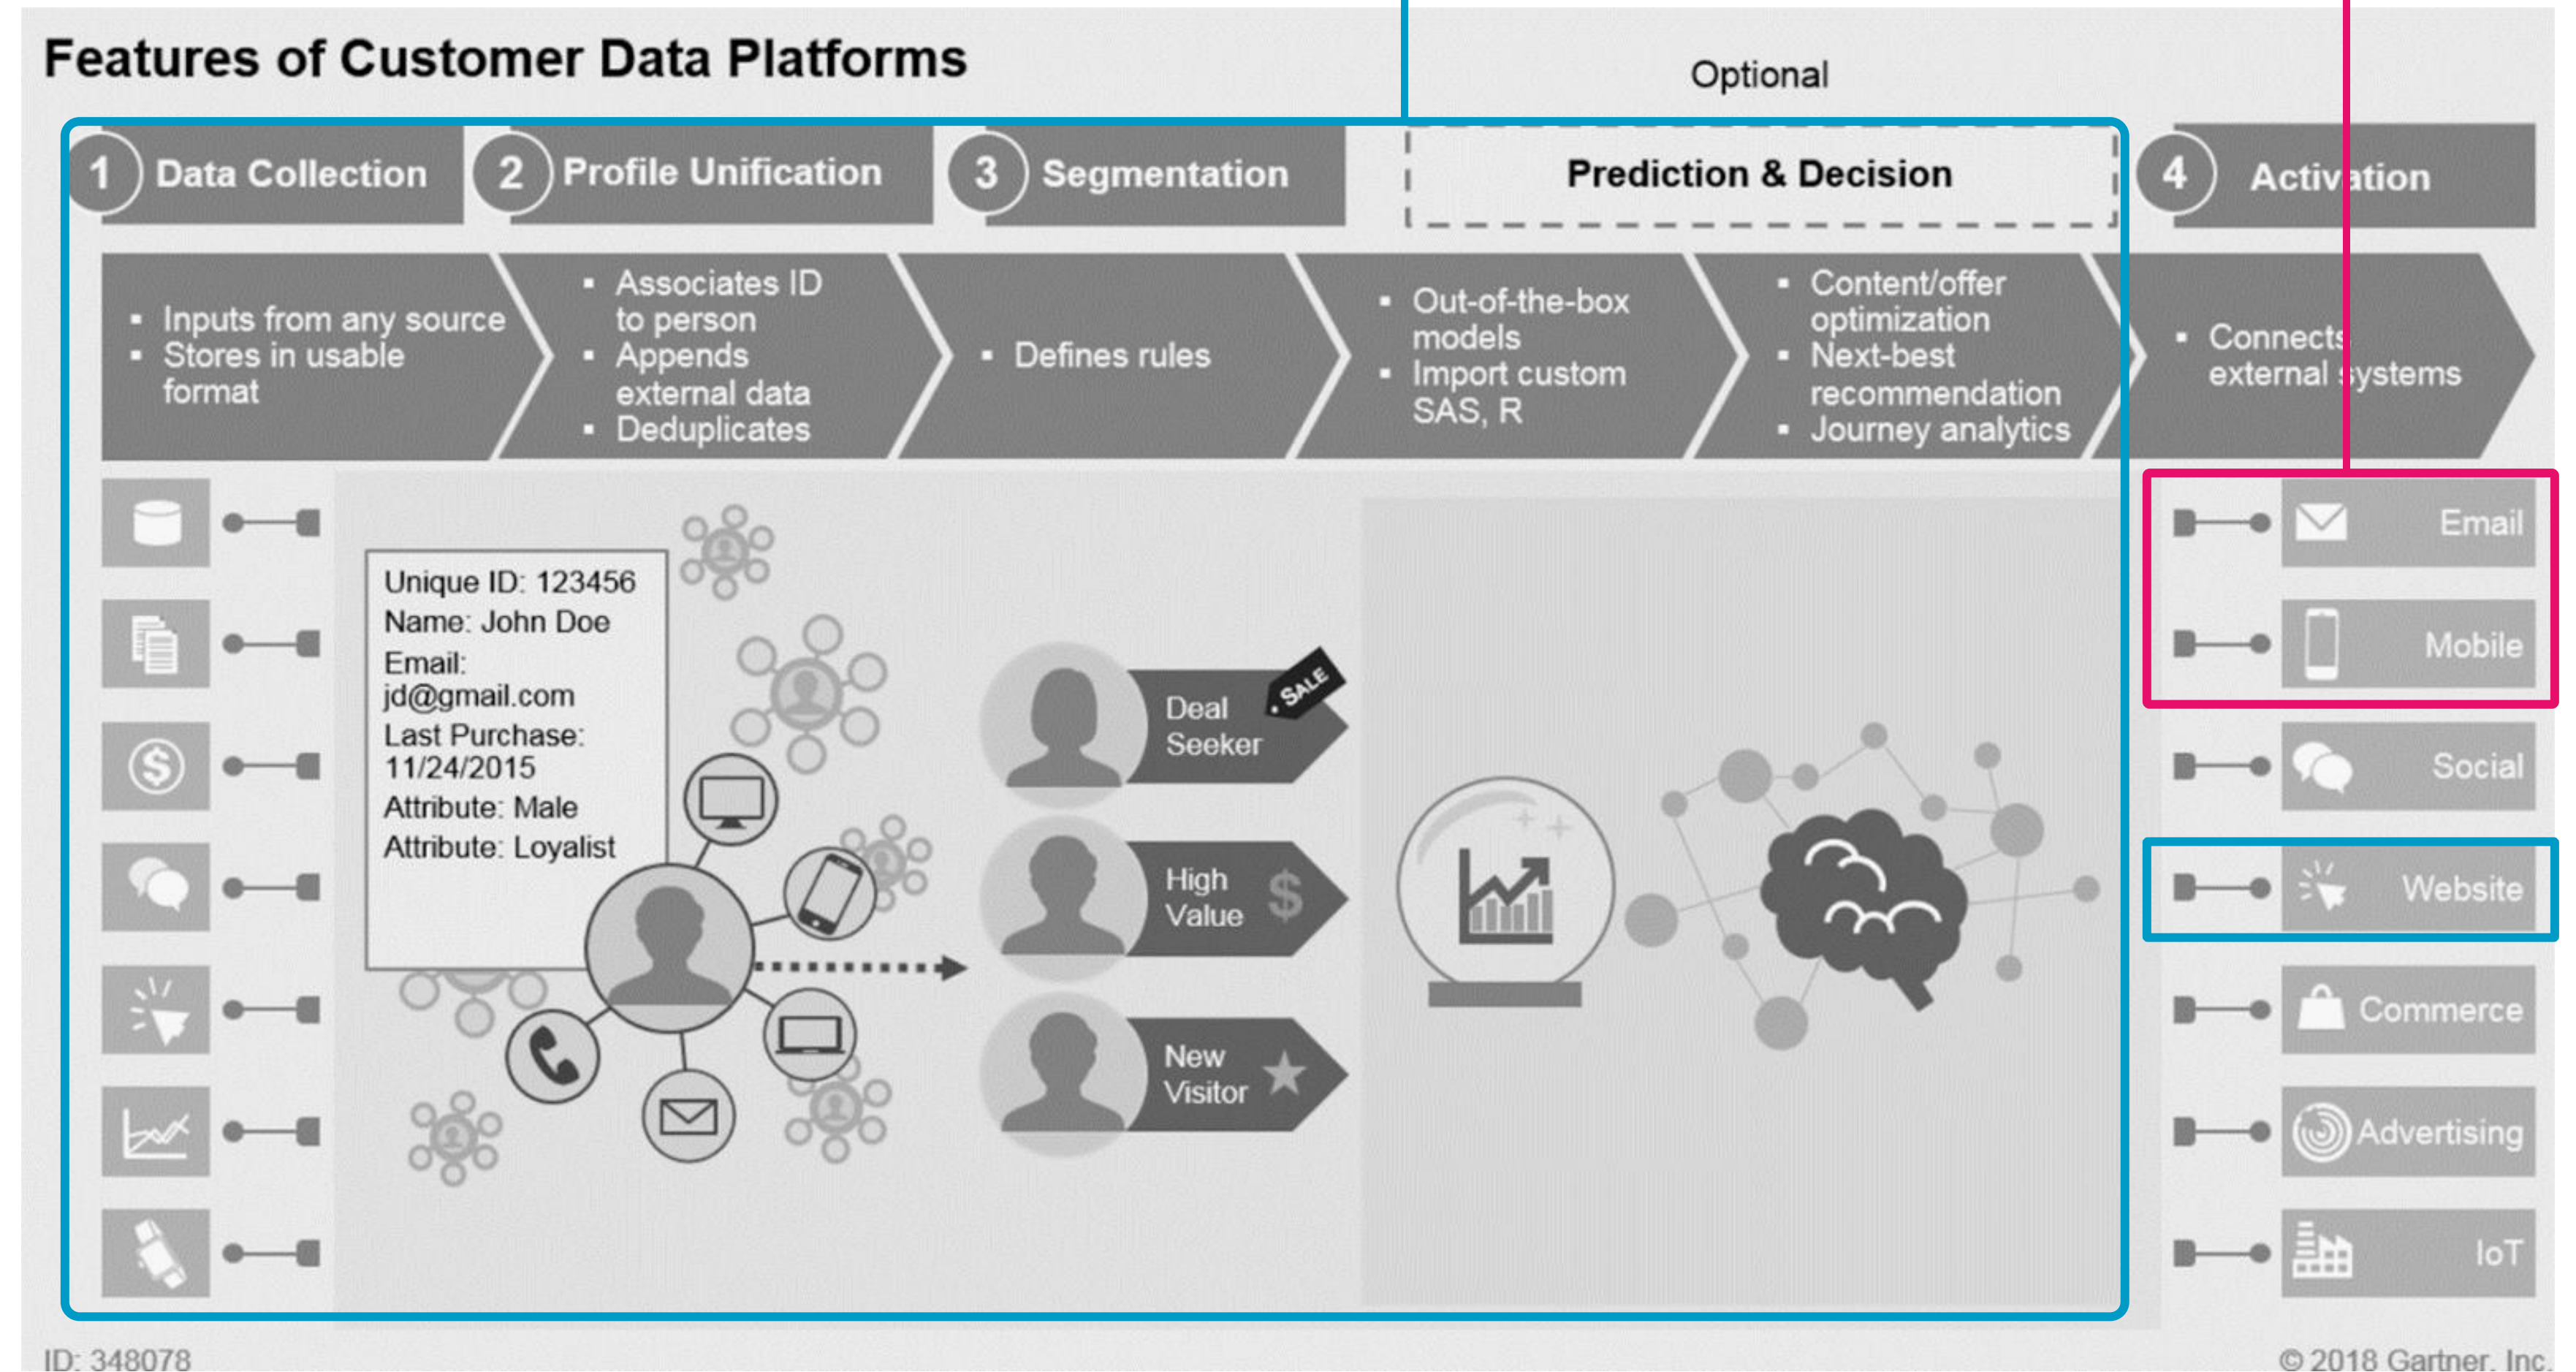 Features of Customer Data Platforms
Optional
1 Data Collection
2 Profile Unification
3 Segmentation
Prediction & Decision
4 Activation
▪ Inputs from any source
▪ Stores in usable
format
▪ Associates ID
to person
▪ Appends
external data
▪ Deduplicates
▪ Defines rules
▪ Out-of-the-box
models
▪ Import custom
SAS, R
▪ Content/offer
optimization
▪ Next-best
recommendation
▪ Journey analytics
▪ Connects
external systems
Unique ID: 123456
Name: John Doe
Email:
jd@gmail.com
Last Purchase:
11/24/2015
Attribute: Male
Attribute: Loyalist
Deal
Seeker
SALE
High
Value
$
New
Visitor
$
Email
Mobile
Social
Website
Commerce
Advertising
IoT
ID: 348078
© 2018 Gartner, Inc.